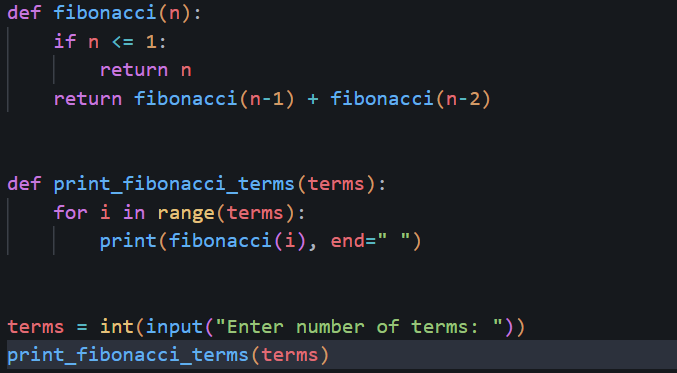 def fibonacci(n):
    if n <= 1:
        return n
    return fibonacci(n-1) + fibonacci(n-2)
def print_fibonacci_terms(terms):
    for i in range(terms):
        print(fibonacci(i), end=" ")
terms = int(input("Enter number of terms: "))
print_fibonacci_terms(terms)